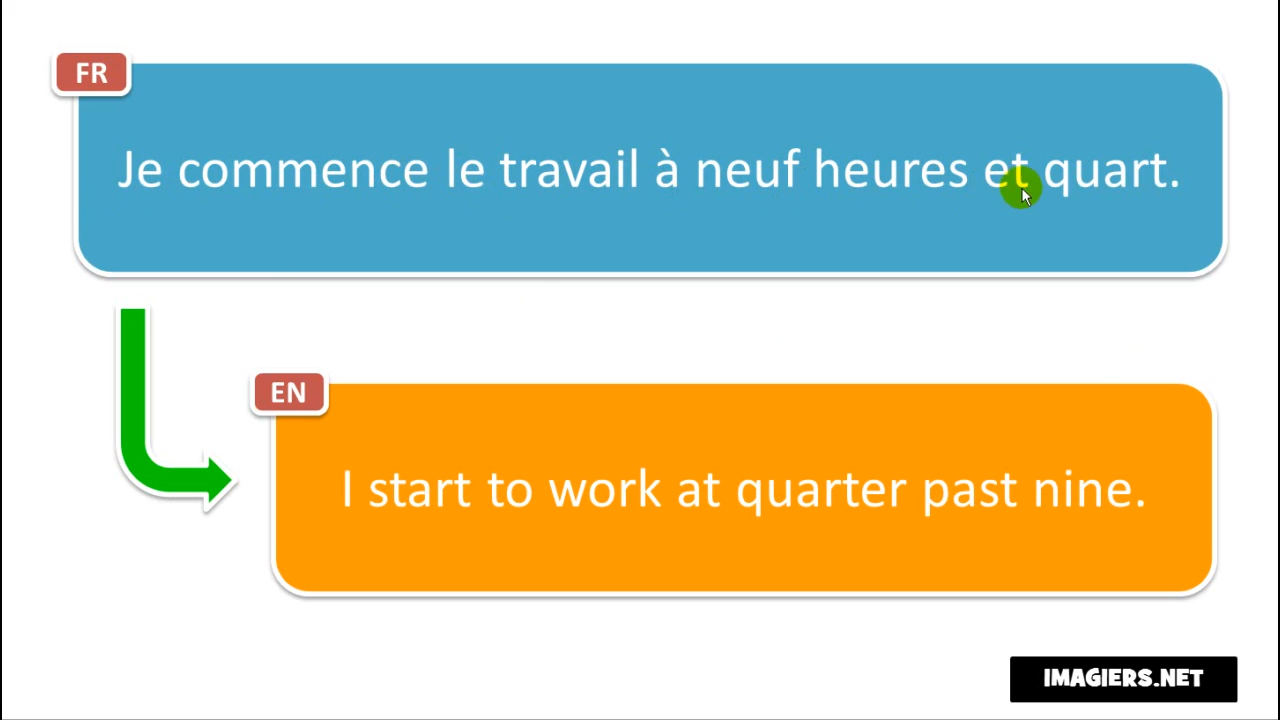 FR
Je commence le travail à neuf heures et quart.
EN
I start to work at quarter past nine.
IMAGIERS.NET